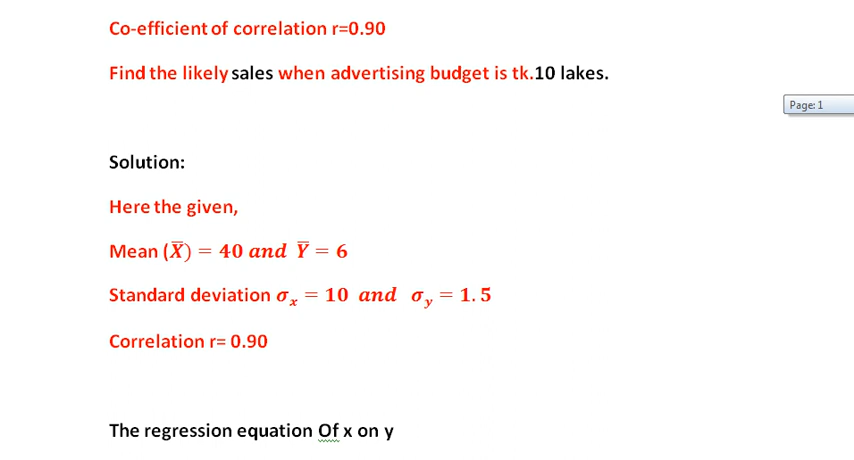 Co-efficient of correlation r=0.90
Find the likely sales when advertising budget is tk.10 lakes.
Page: 1
Solution:
Here the given,
Mean (X̅) = 40 and Y̅ = 6
Standard deviation σₓ = 10 and σᵧ = 1.5
Correlation r= 0.90
The regression equation Of x on y